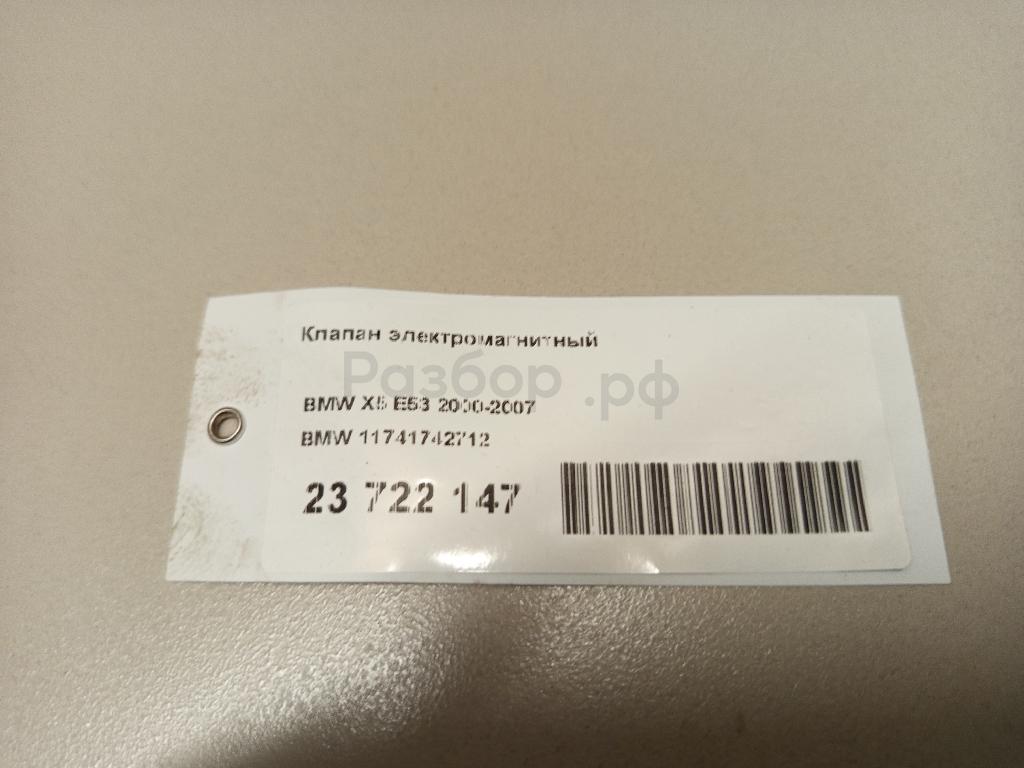 Клапан электромагнитный
Разбор.рф
BMW X5 E53 2000-2007
BMW 11741742712
23 722 147